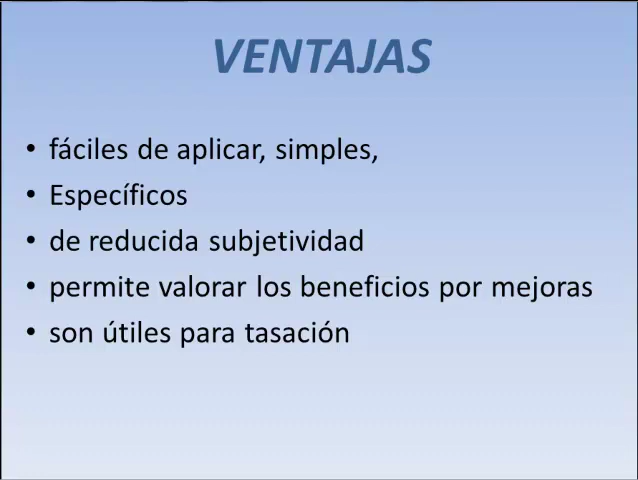 VENTAJAS
• fáciles de aplicar, simples,
• Específicos
• de reducida subjetividad
• permite valorar los beneficios por mejoras
• son útiles para tasación